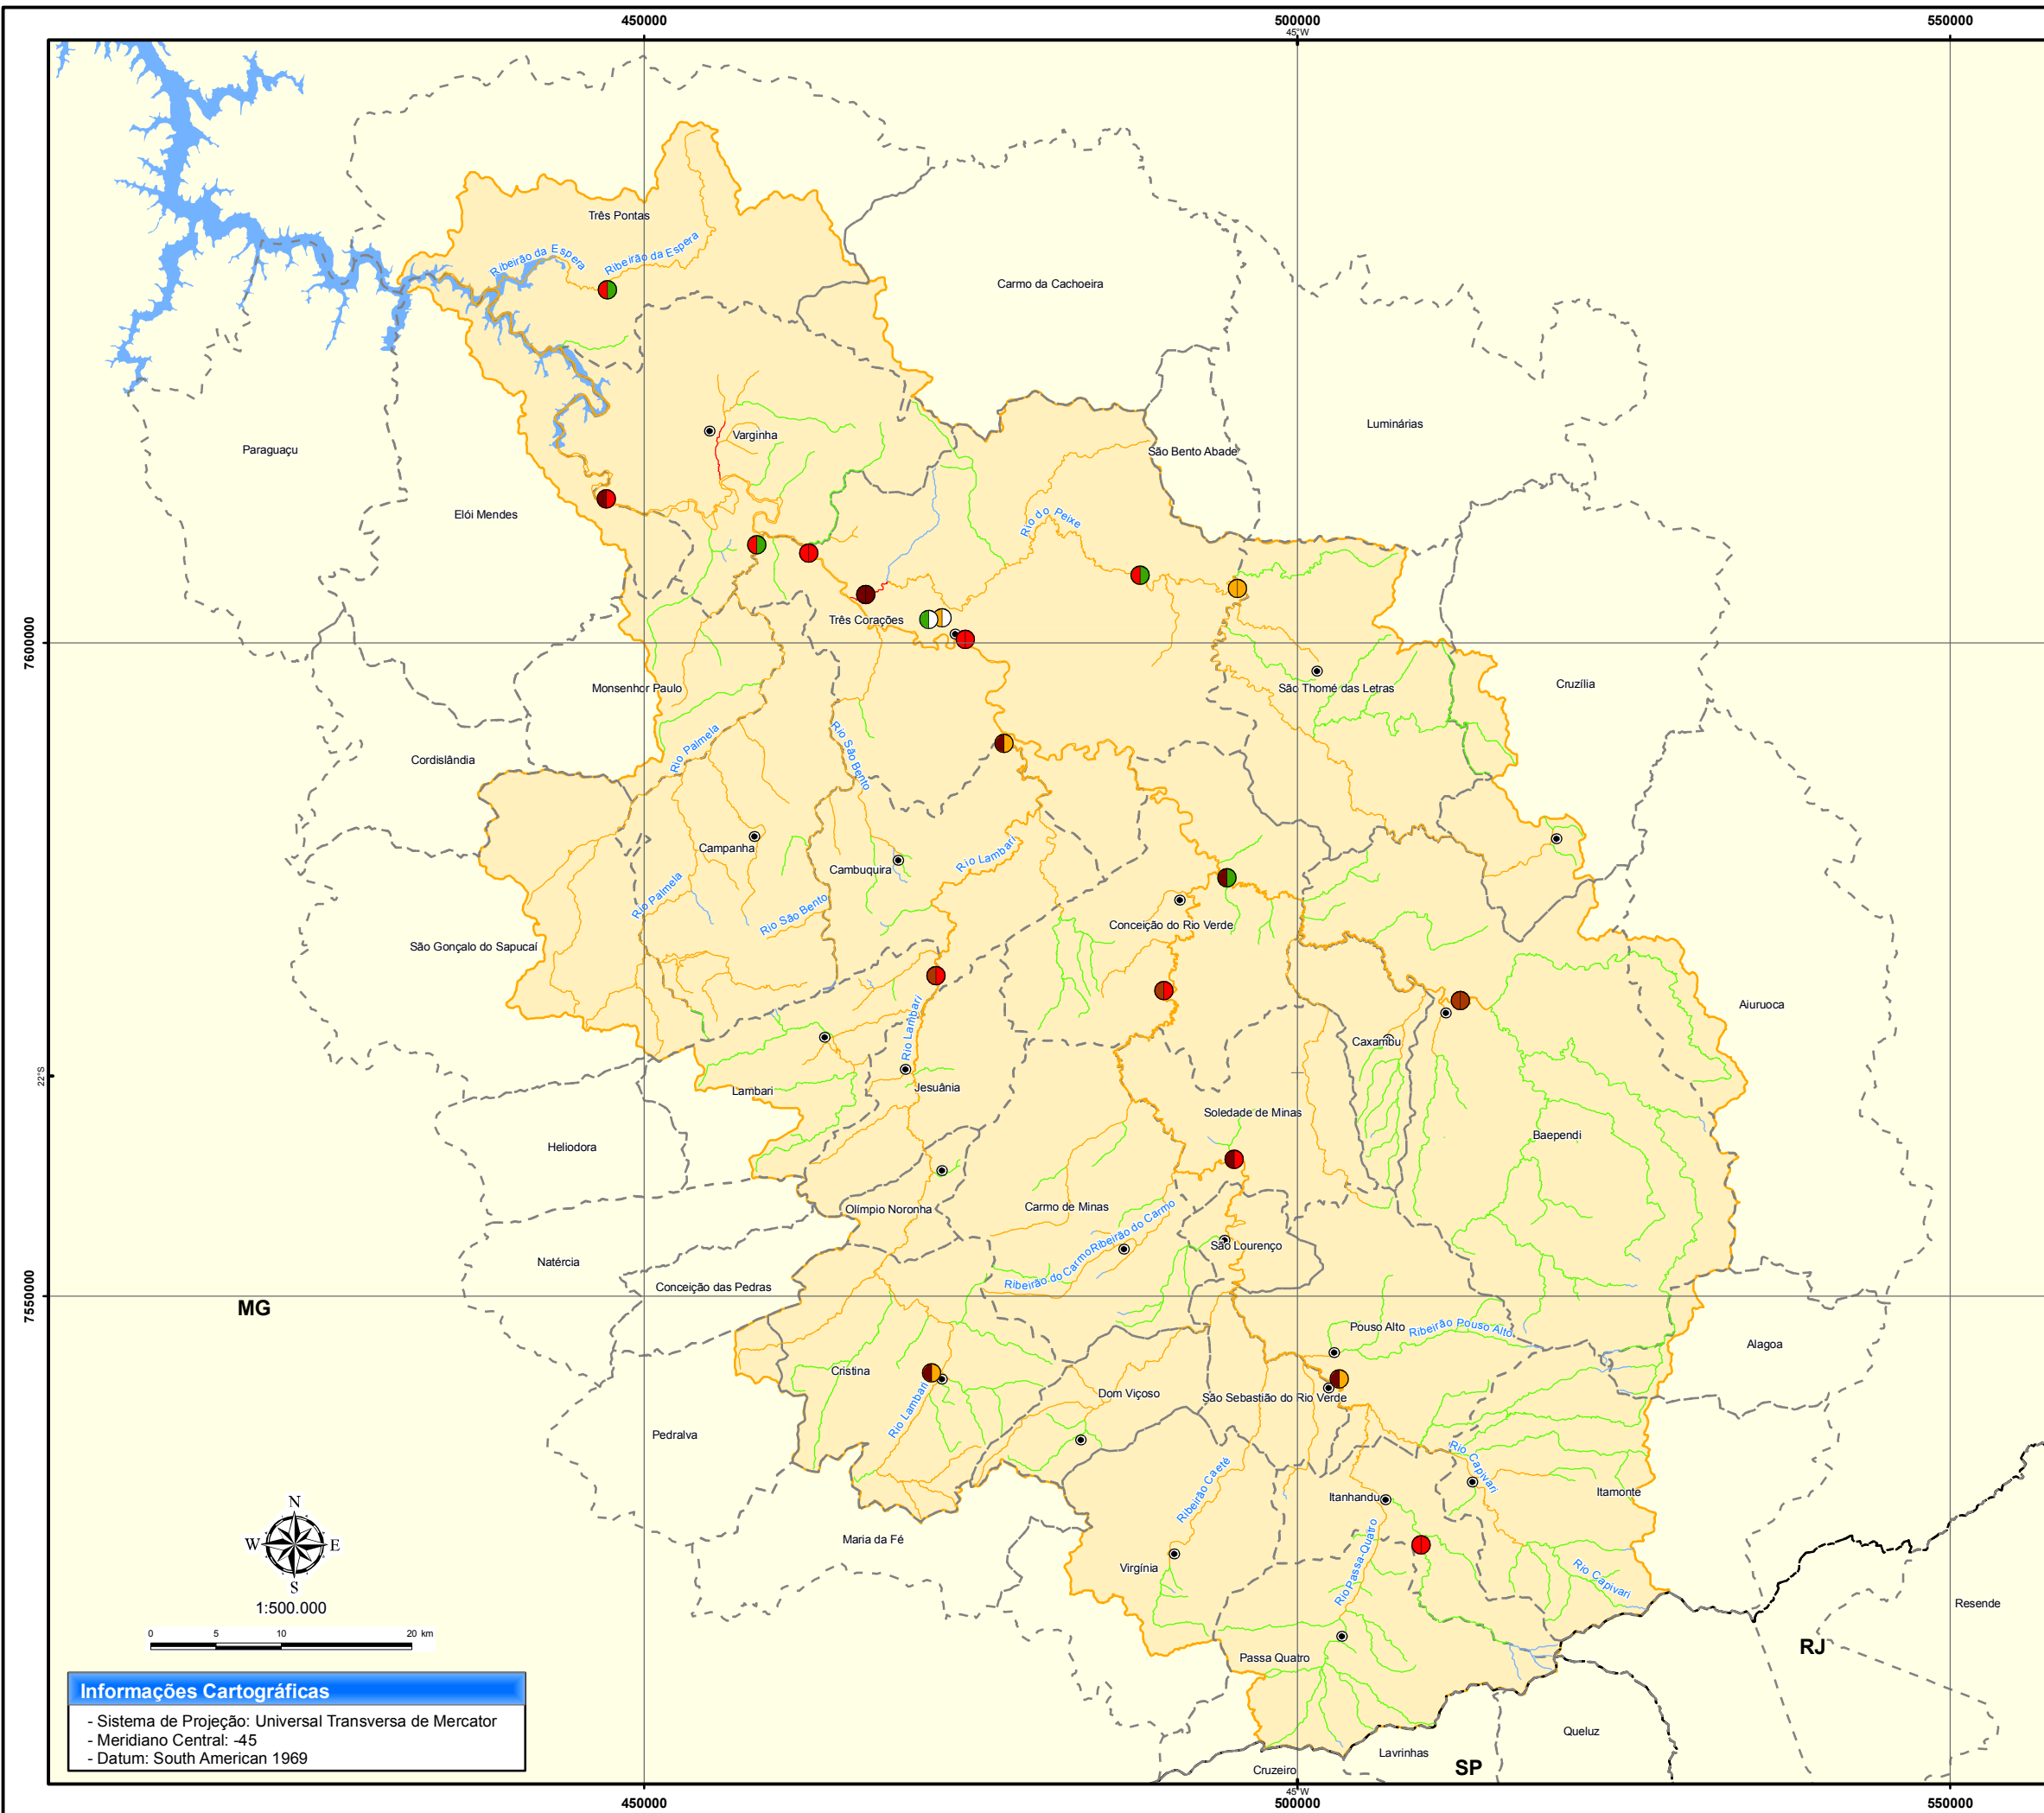 450000
500000
550000
45°W
Três Pontas
Ribeirão da Espera
Ribeirão da Espera
Carmo da Cachoeira
Luminárias
Varginha
Paraguaçu
São Bento Abade
Elói Mendes
Rio do Peixe
Três Corações
7600000
Monsenhor Paulo
São Thomé das Letras
Cruzília
Rio Palmela
Rio São Bento
Cordislândia
Campanha
Cambuquira
Rio Lambari
Rio Palmela
Rio São Bento
Conceição do Rio Verde
São Gonçalo do Sapucaí
Aiuruoca
Rio Lambari
Caxambu
22°S
Lambari
Jesuânia
Soledade de Minas
Baependi
Heliodora
Carmo de Minas
Olímpio Noronha
Ribeirão do Carmo
Ribeirão do Carmo
São Lourenço
Natércia
Conceição das Pedras
7550000
MG
Pouso Alto
Ribeirão Pouso Alto
Alagoa
Cristina
Dom Viçoso
São Sebastião do Rio Verde
Rio Lambari
Pedralva
Rio Capivari
Ribeirão Caeté
Itanhandu
Itamonte
N
W
E
S
Maria da Fé
Virgínia
Rio Passa-Quatro
Rio Capivari
1:500.000
Resende
0 5 10 20 km
RJ
Passa Quatro
Informações Cartográficas
- Sistema de Projeção: Universal Transversa de Mercator
- Meridiano Central: -45
- Datum: South American 1969
Queluz
Lavrinhas
SP
Cruzeiro
45°W
450000
500000
550000